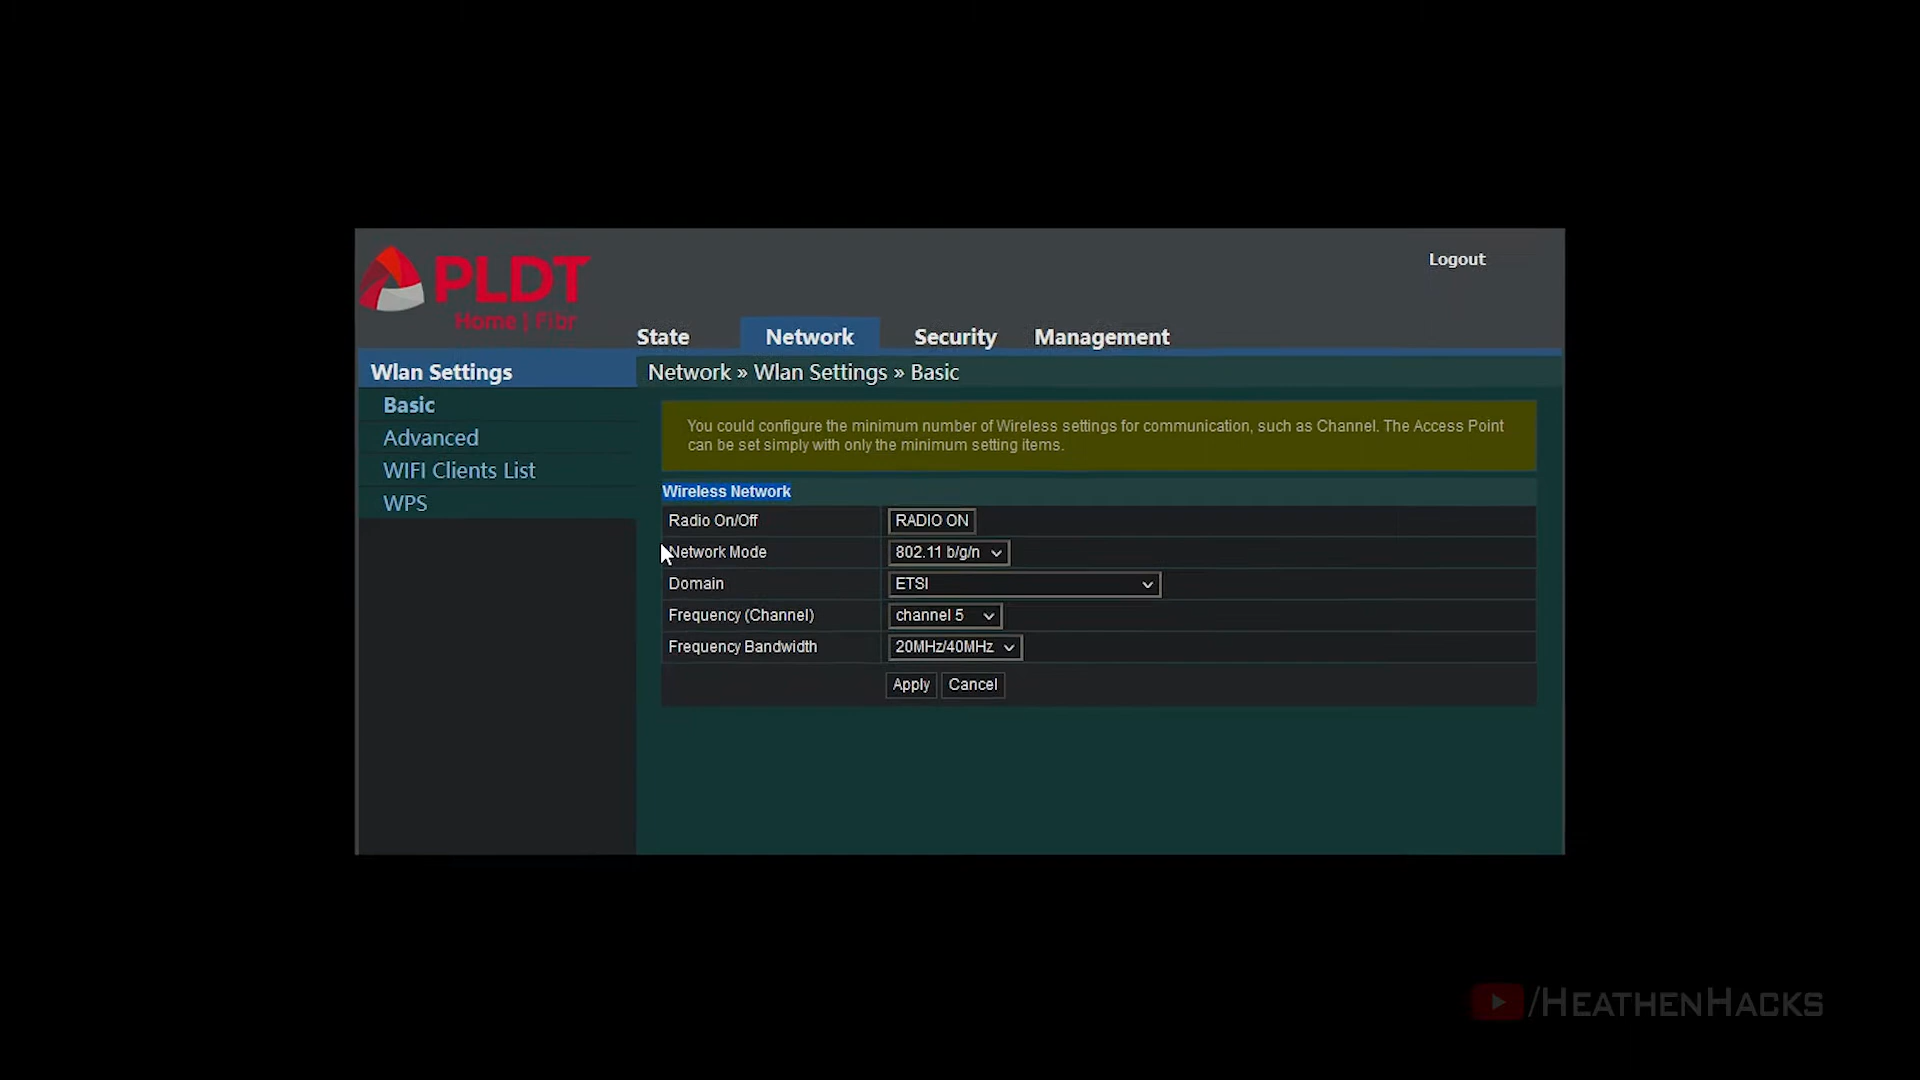 PLDT
Home | Fibr
Logout
State
Network
Security
Management
Wlan Settings
Network » Wlan Settings » Basic
Basic
Advanced
WIFI Clients List
WPS
You could configure the minimum number of Wireless settings for communication, such as Channel. The Access Point
can be set simply with only the minimum setting items.
Wireless Network
Radio On/Off
RADIO ON
Network Mode
802.11 b/g/n
Domain
ETSI
Frequency (Channel)
channel 5
Frequency Bandwidth
20MHz/40MHz
Apply
Cancel
/HEATHENHACKS